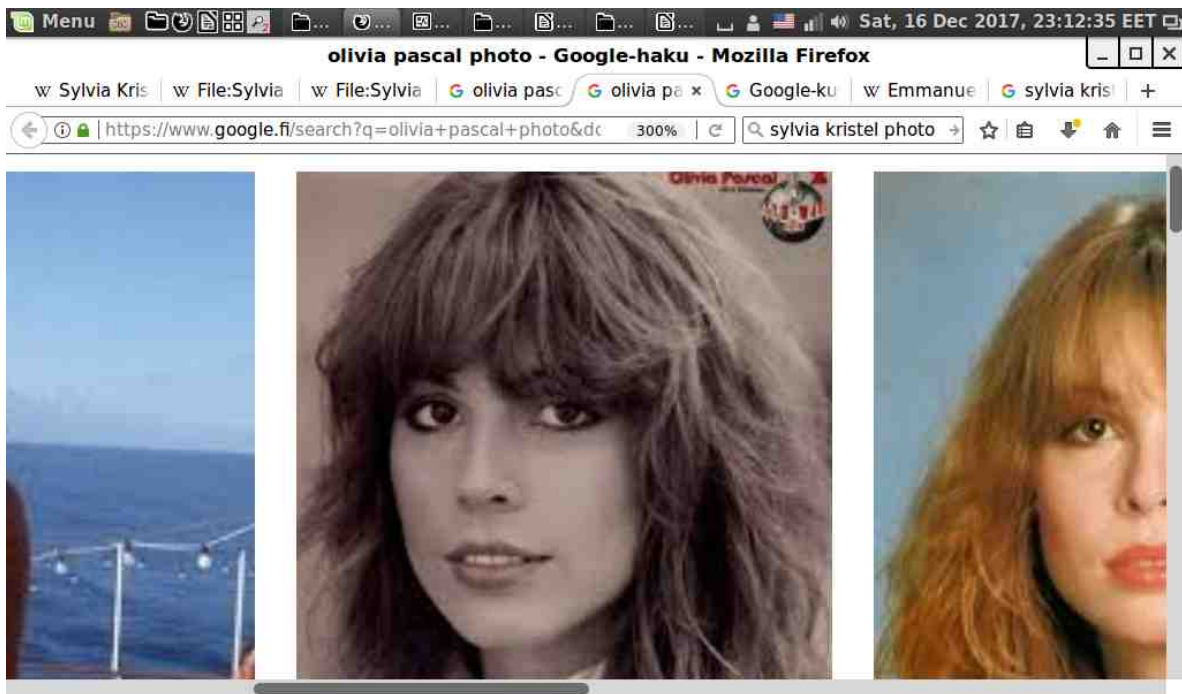 Menu ... ... ... ... ... ... ... Sat, 16 Dec 2017, 23:12:35 EET
olivia pascal photo - Google-haku - Mozilla Firefox
W Sylvia Kris W File:Sylvia W File:Sylvia G olivia pasc G olivia pa × G Google-ku W Emmanue G sylvia krist +
https://www.google.fi/search?q=olivia+pascal+photo&dc 300% sylvia kristel photo
Olivia Pascal